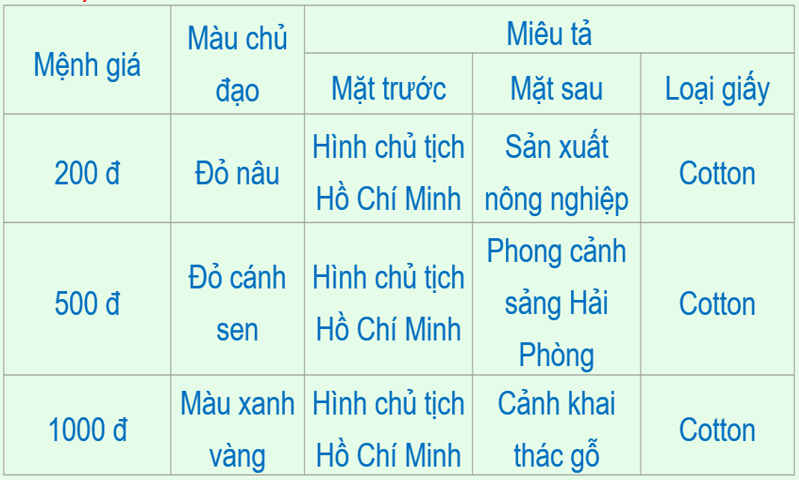 Mệnh giá
Màu chủ
đạo
Miêu tả
Mặt trước
Mặt sau
Loại giấy
200 đ
Đỏ nâu
Hình chủ tịch
Hồ Chí Minh
Sản xuất
nông nghiệp
Cotton
500 đ
Đỏ cánh
sen
Hình chủ tịch
Hồ Chí Minh
Phong cảnh
sảng Hải
Phòng
Cotton
1000 đ
Màu xanh
vàng
Hình chủ tịch
Hồ Chí Minh
Cảnh khai
thác gỗ
Cotton